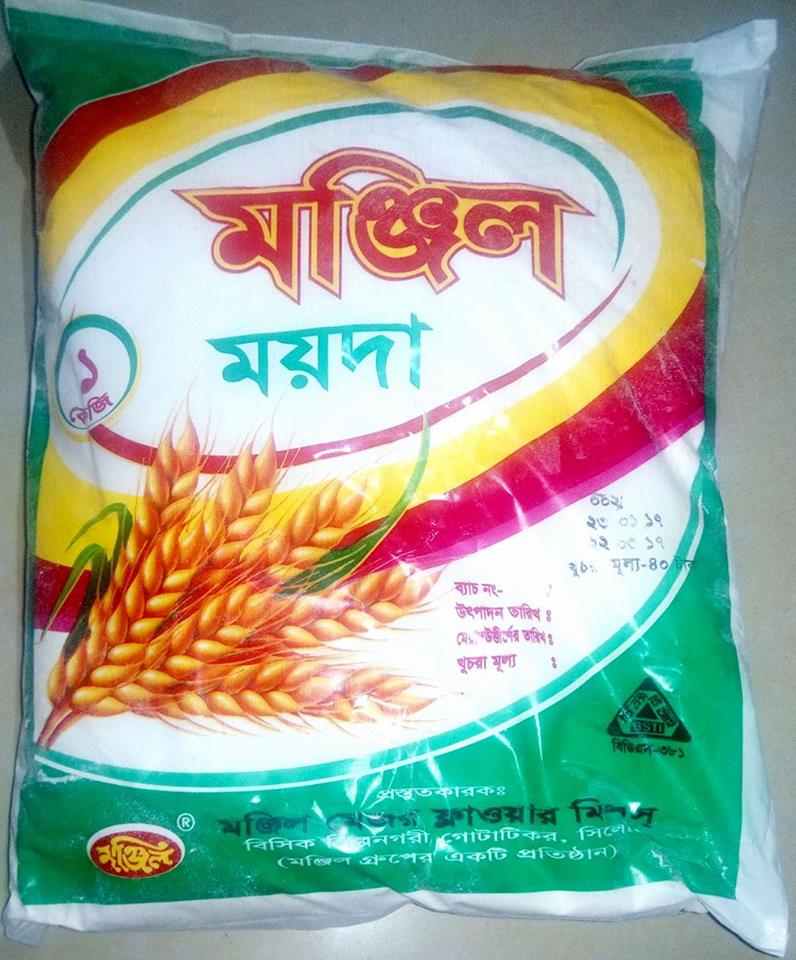 মঞ্জিল
ময়দা
১
কেজি
২৩ ০১ ১৭
২২ ০৩ ১৭
খুচরা মূল্য-৪০
ব্যাচ নং-
উৎপাদন তারিখ :
মেয়াদউত্তীর্ণের তারিখ :
খুচরা মূল্য :
BSTI
বিডিএস-৩৮১
প্রস্তুতকারকঃ
মঞ্জিল ফ্লাওয়ার মিলস্
বিসিক শিল্পনগরী গোটাটিকর,
(মঞ্জিল গ্রুপের একটি প্রতিষ্ঠান)
মঞ্জিল ®